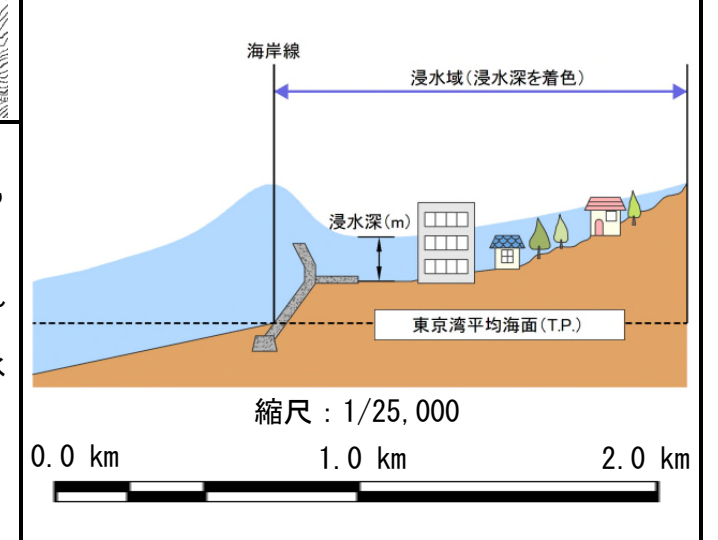 海岸線
浸水域(浸水深を着色)
浸水深(m)
東京湾平均海面(T.P.)
縮尺：1/25,000
0.0 km 1.0 km 2.0 km